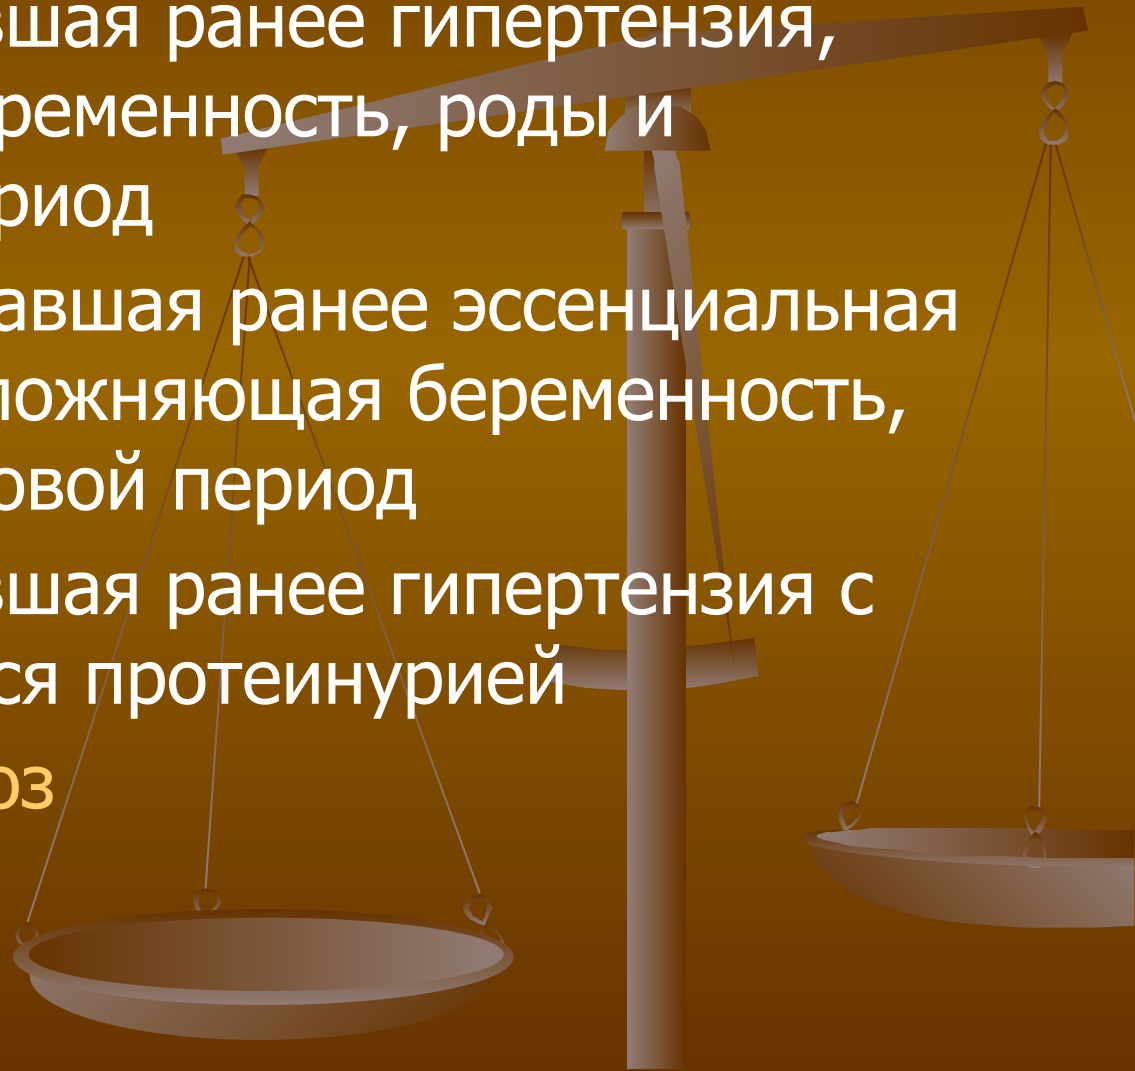 вшая ранее гипертензия,
ременность, роды и
риод
авшая ранее эссенциальная
ложняющая беременность,
овой период
вшая ранее гипертензия с
ся протеинурией
оз